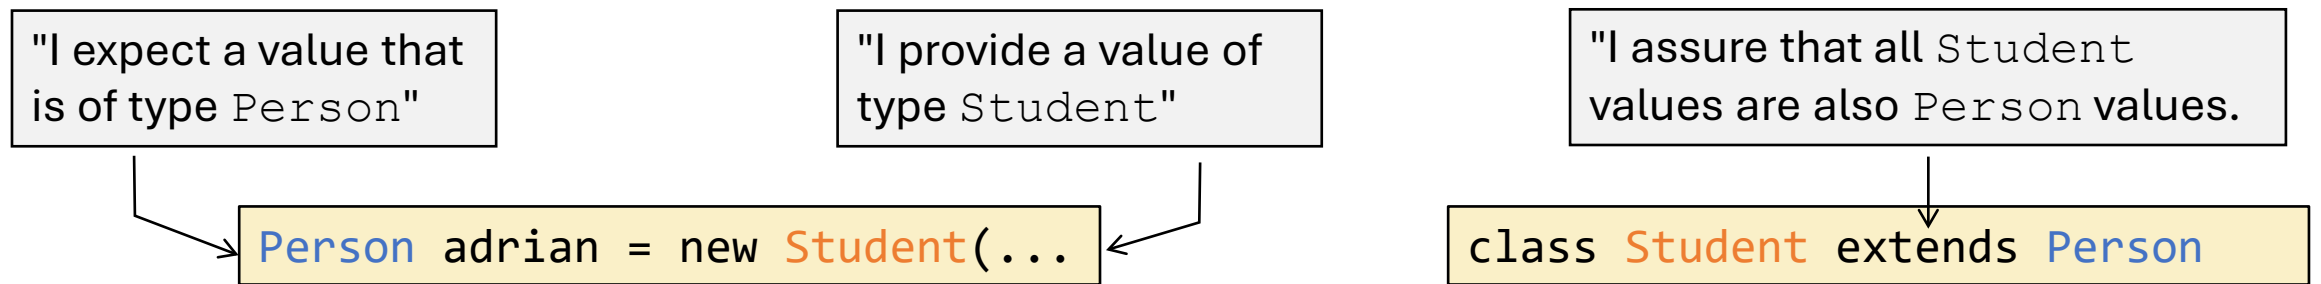 "I expect a value that
is of type Person"
"I provide a value of
type Student"
"I assure that all Student
values are also Person values.
Person adrian = new Student(...
class Student extends Person